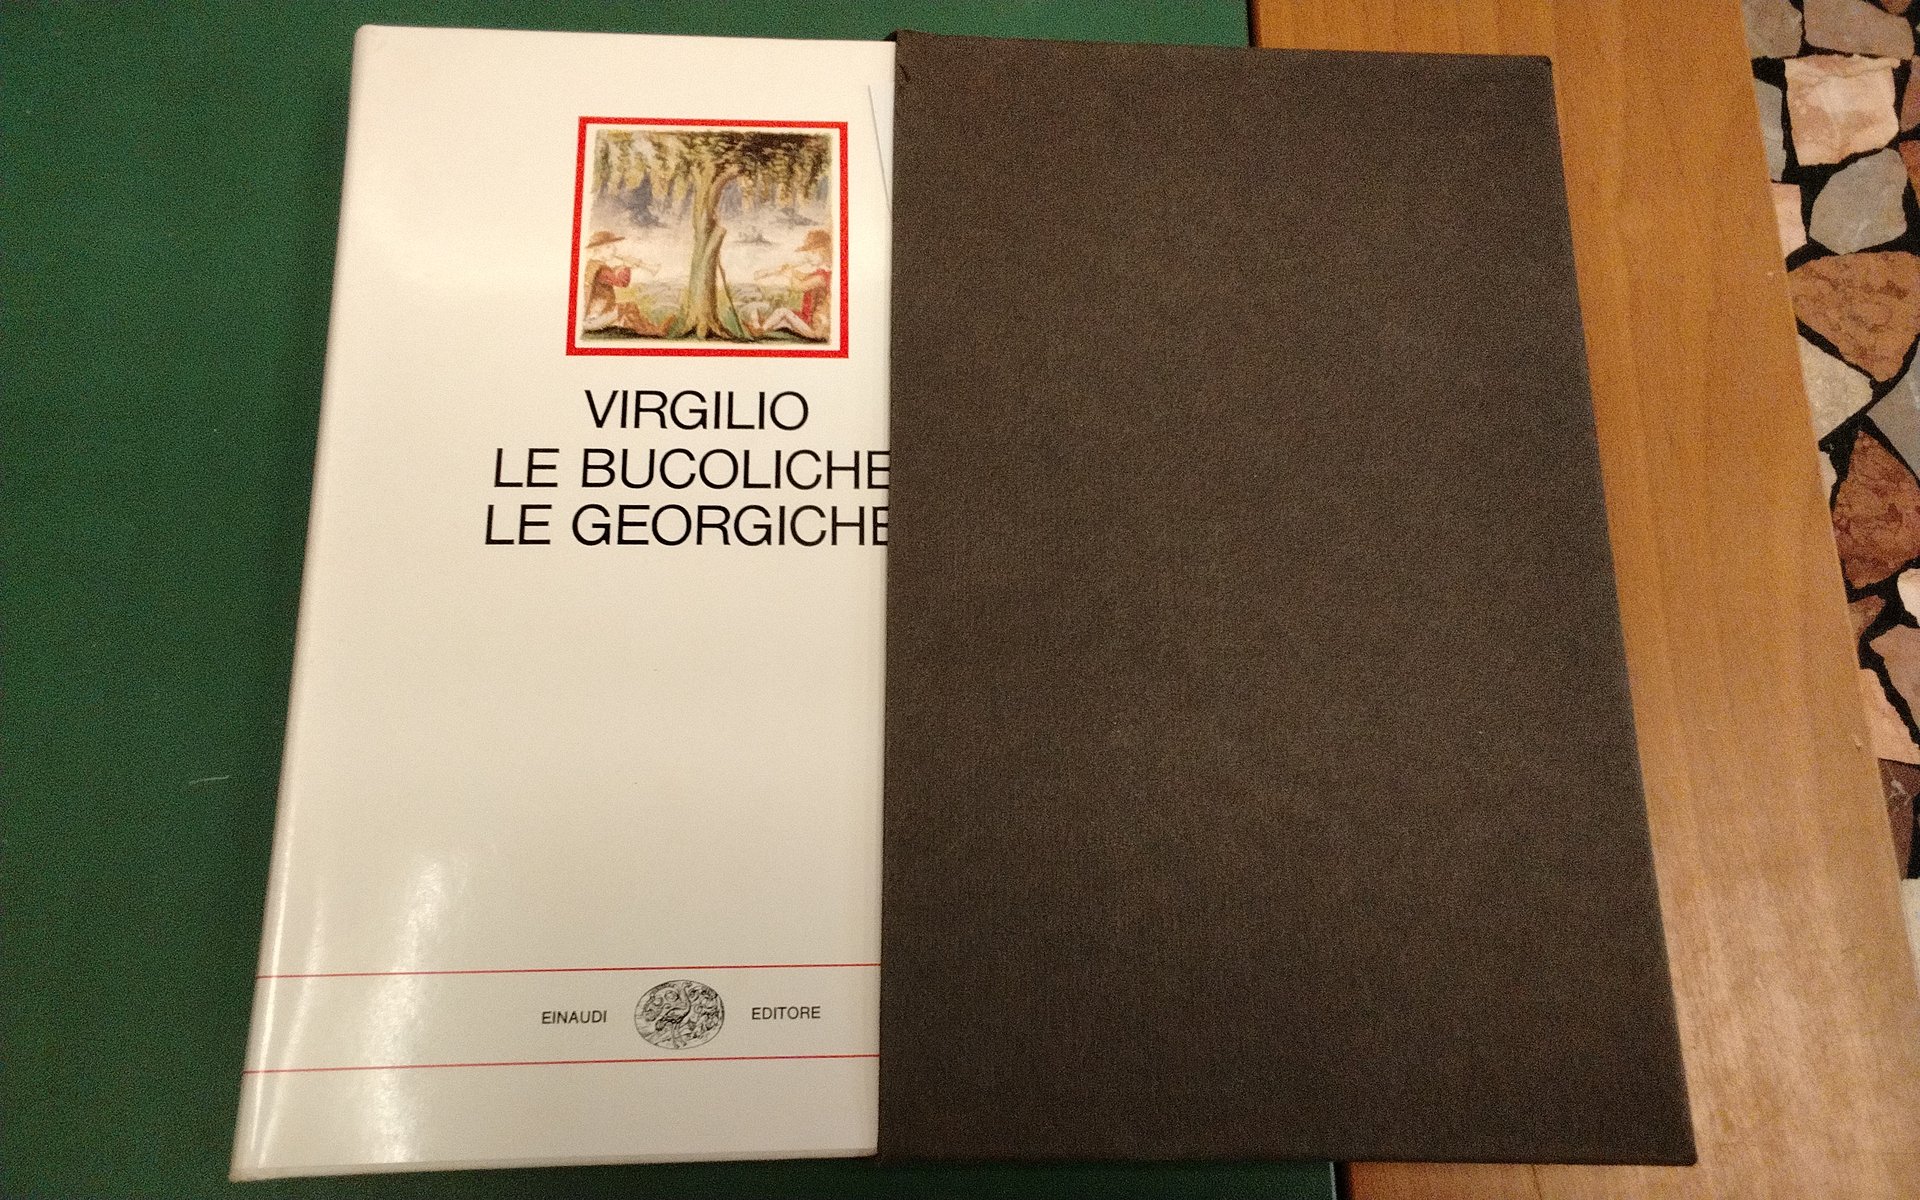 VIRGILIO
LE BUCOLICHE
LE GEORGICHE
EINAUDI EDITORE